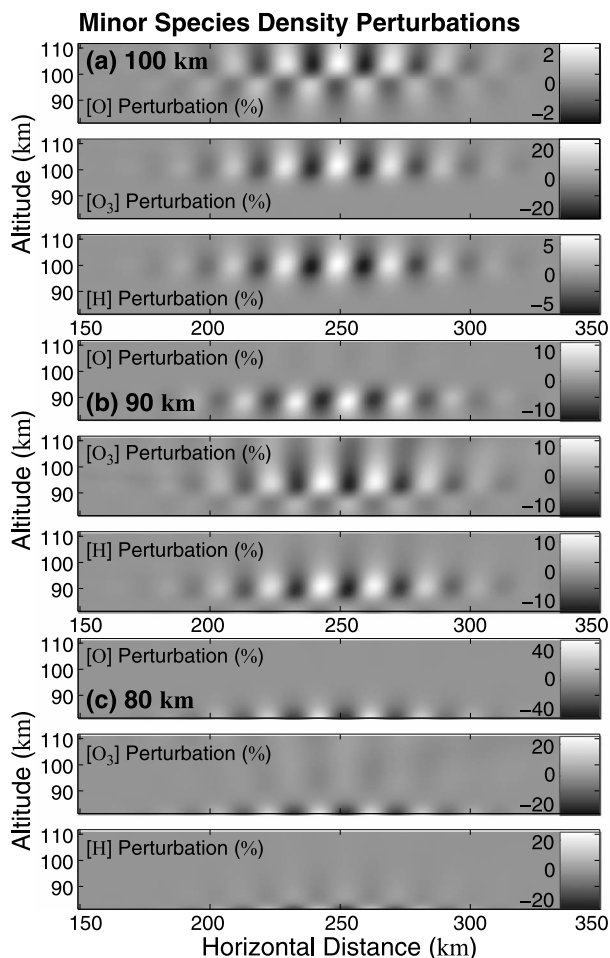 Minor Species Density Perturbations
Altitude (km)
110
100
90
(a) 100 km
[O] Perturbation (%)
2
0
−2
110
100
90
[O₃] Perturbation (%)
20
0
−20
110
100
90
[H] Perturbation (%)
5
0
−5
150 200 250 300 350
Altitude (km)
110
100
90
[O] Perturbation (%)
(b) 90 km
10
0
−10
110
100
90
[O₃] Perturbation (%)
10
0
−10
110
100
90
[H] Perturbation (%)
10
0
−10
150 200 250 300 350
Altitude (km)
110
100
90
[O] Perturbation (%)
(c) 80 km
40
0
−40
110
100
90
[O₃] Perturbation (%)
20
0
−20
110
100
90
[H] Perturbation (%)
20
0
−20
150 200 250 300 350
Horizontal Distance (km)